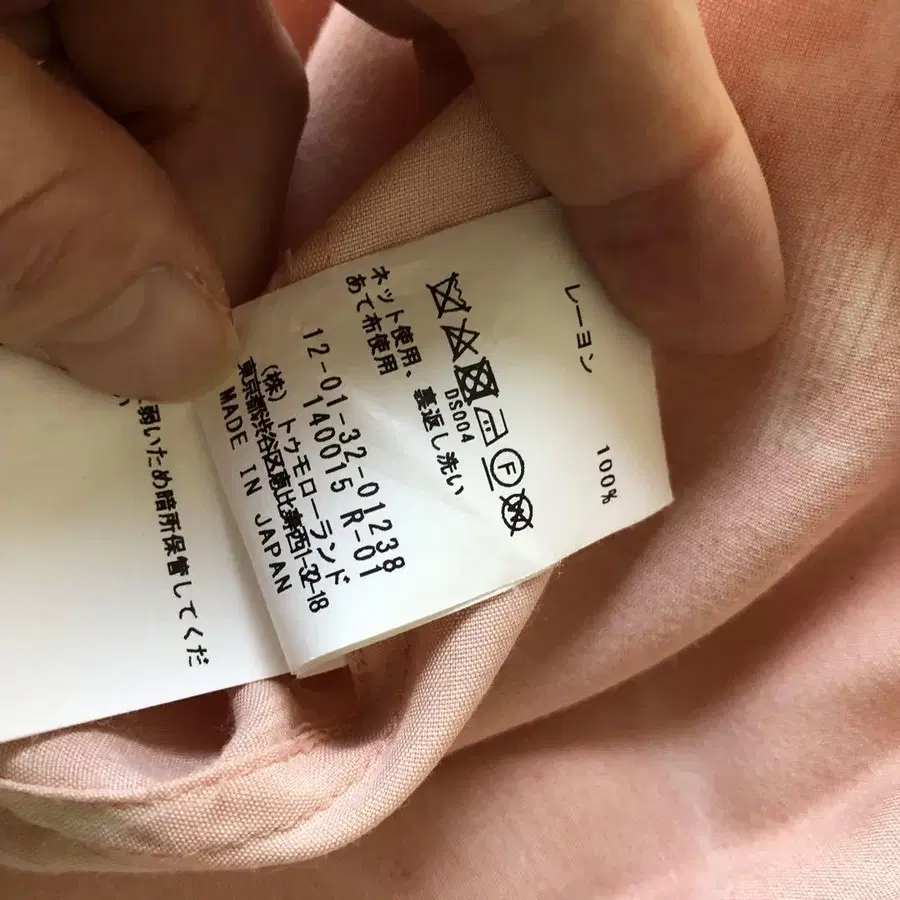 レーヨン 100%
DS004
ネット使用、裏返し洗い
あて布使用
12-01-32-01238
140015 R-01
(株) トゥモローランド
東京都渋谷区恵比寿西1-32-18
MADE IN JAPAN
弱いため暗所保管してくだ
い